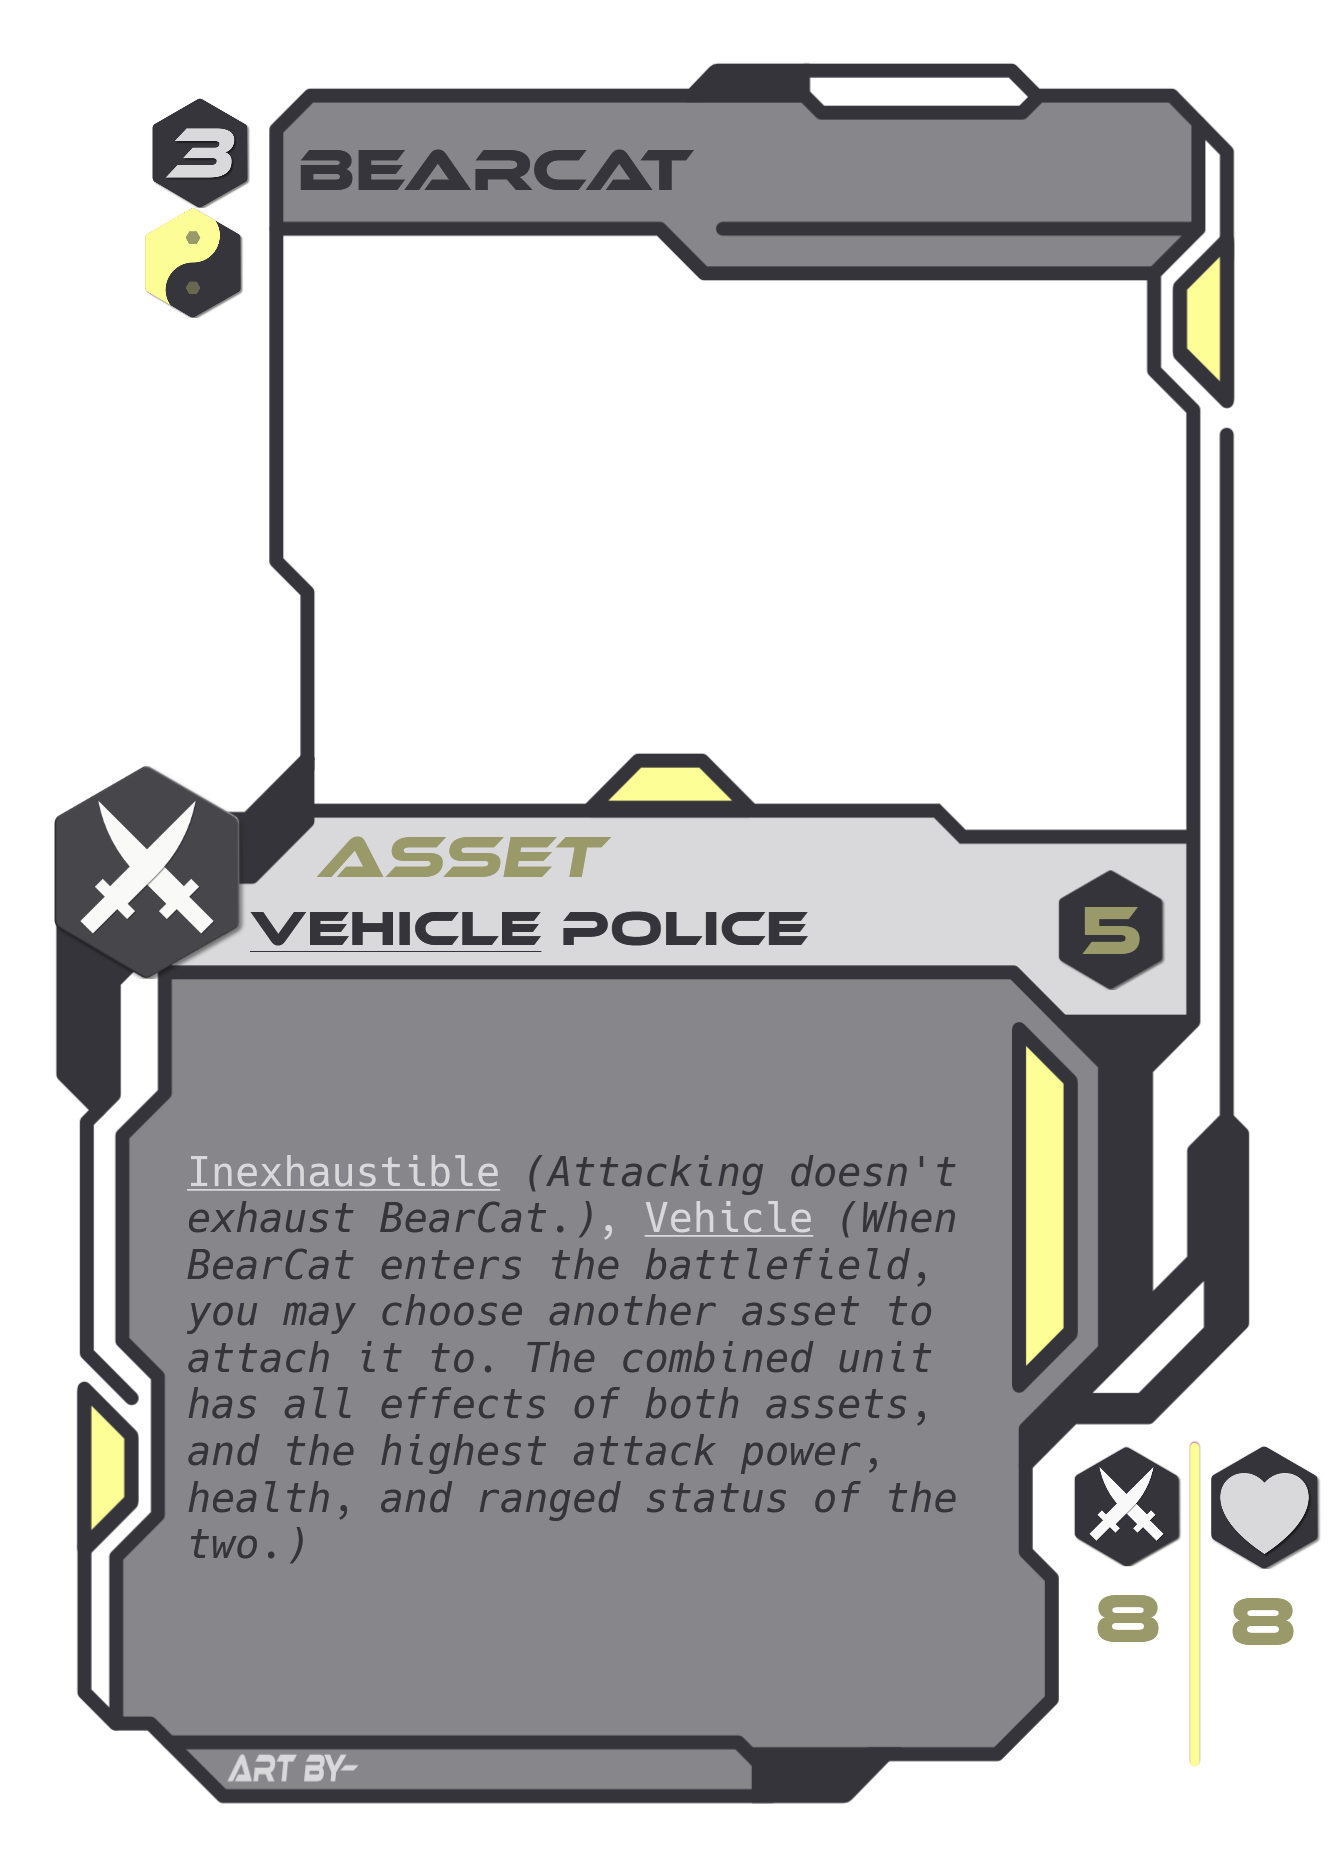 3
BEARCAT
ASSET
VEHICLE POLICE
5
Inexhaustible (Attacking doesn't
exhaust BearCat.), Vehicle (When
BearCat enters the battlefield,
you may choose another asset to
attach it to. The combined unit
has all effects of both assets,
and the highest attack power,
health, and ranged status of the
two.)
8 8
ART BY-